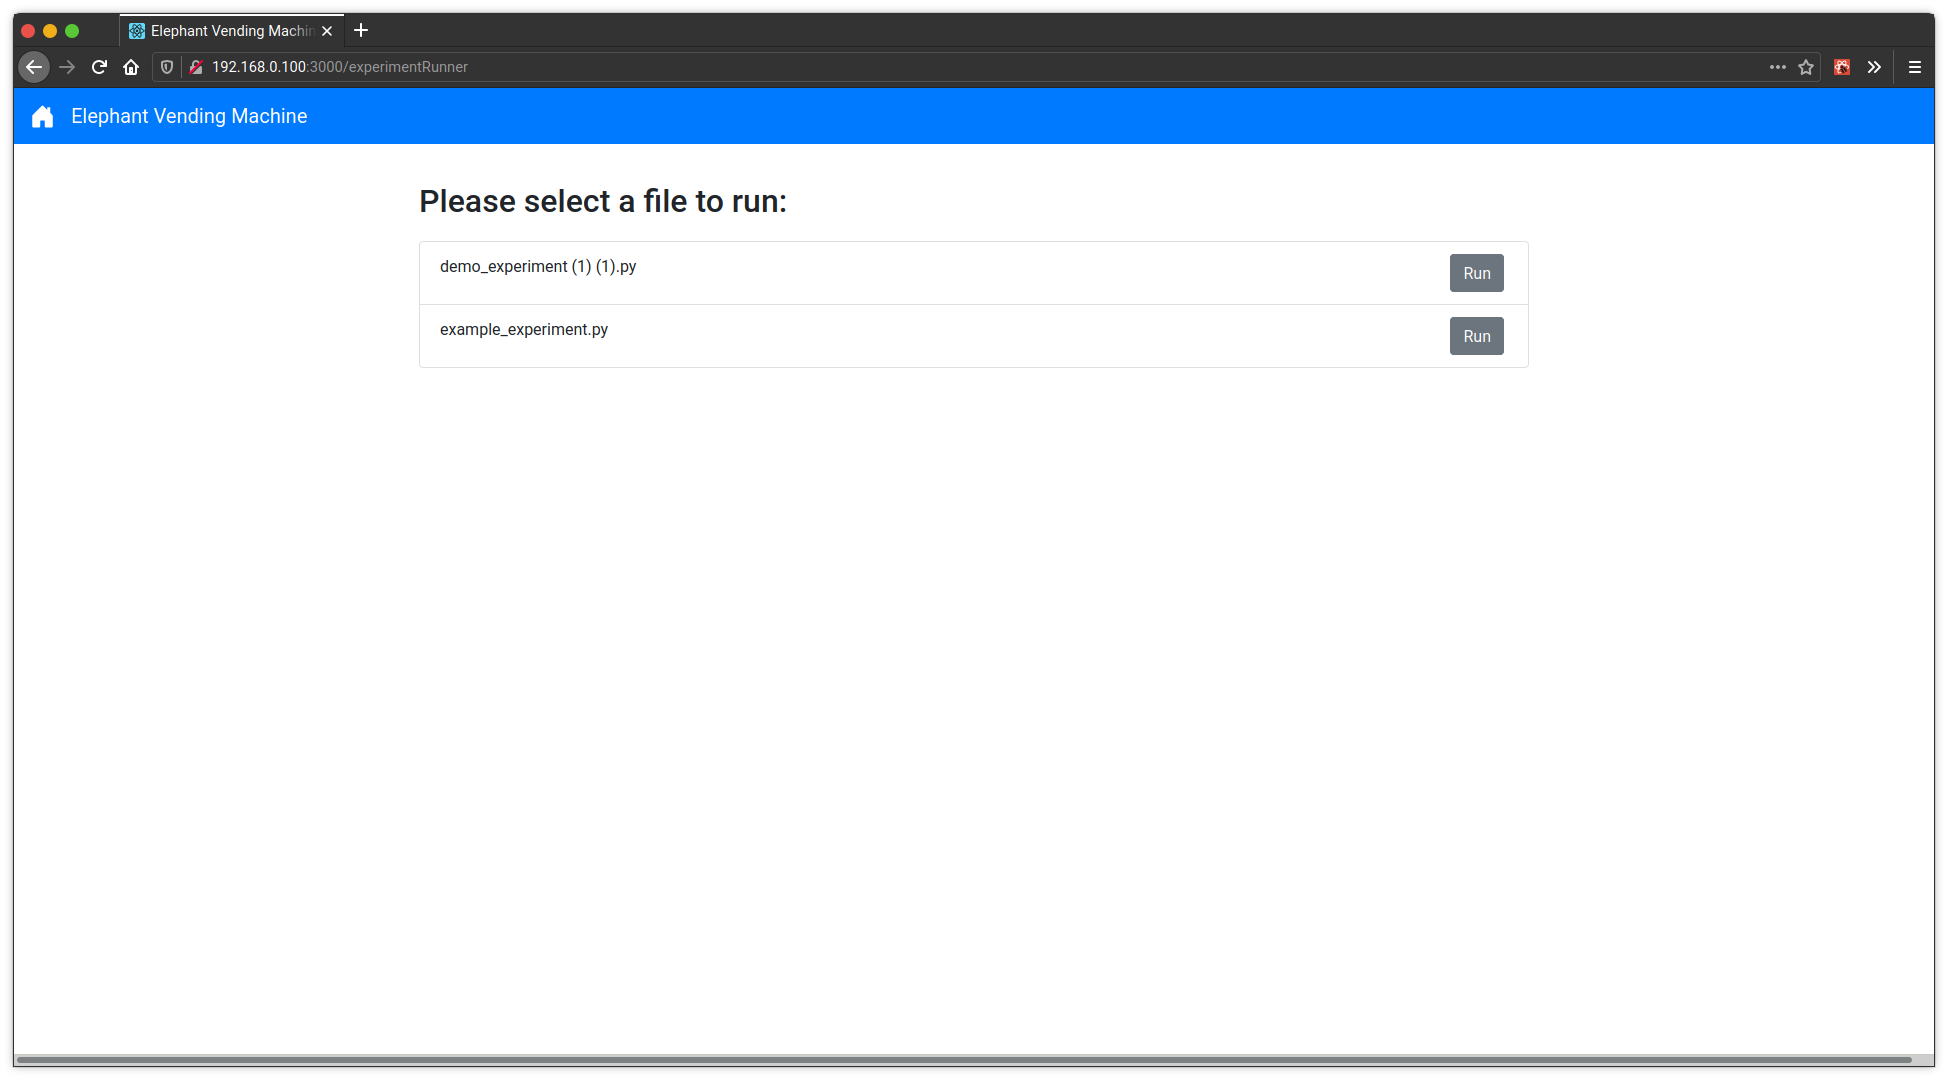 Elephant Vending Machin
192.168.0.100:3000/experimentRunner
Elephant Vending Machine
Please select a file to run:
demo_experiment (1) (1).py
Run
example_experiment.py
Run